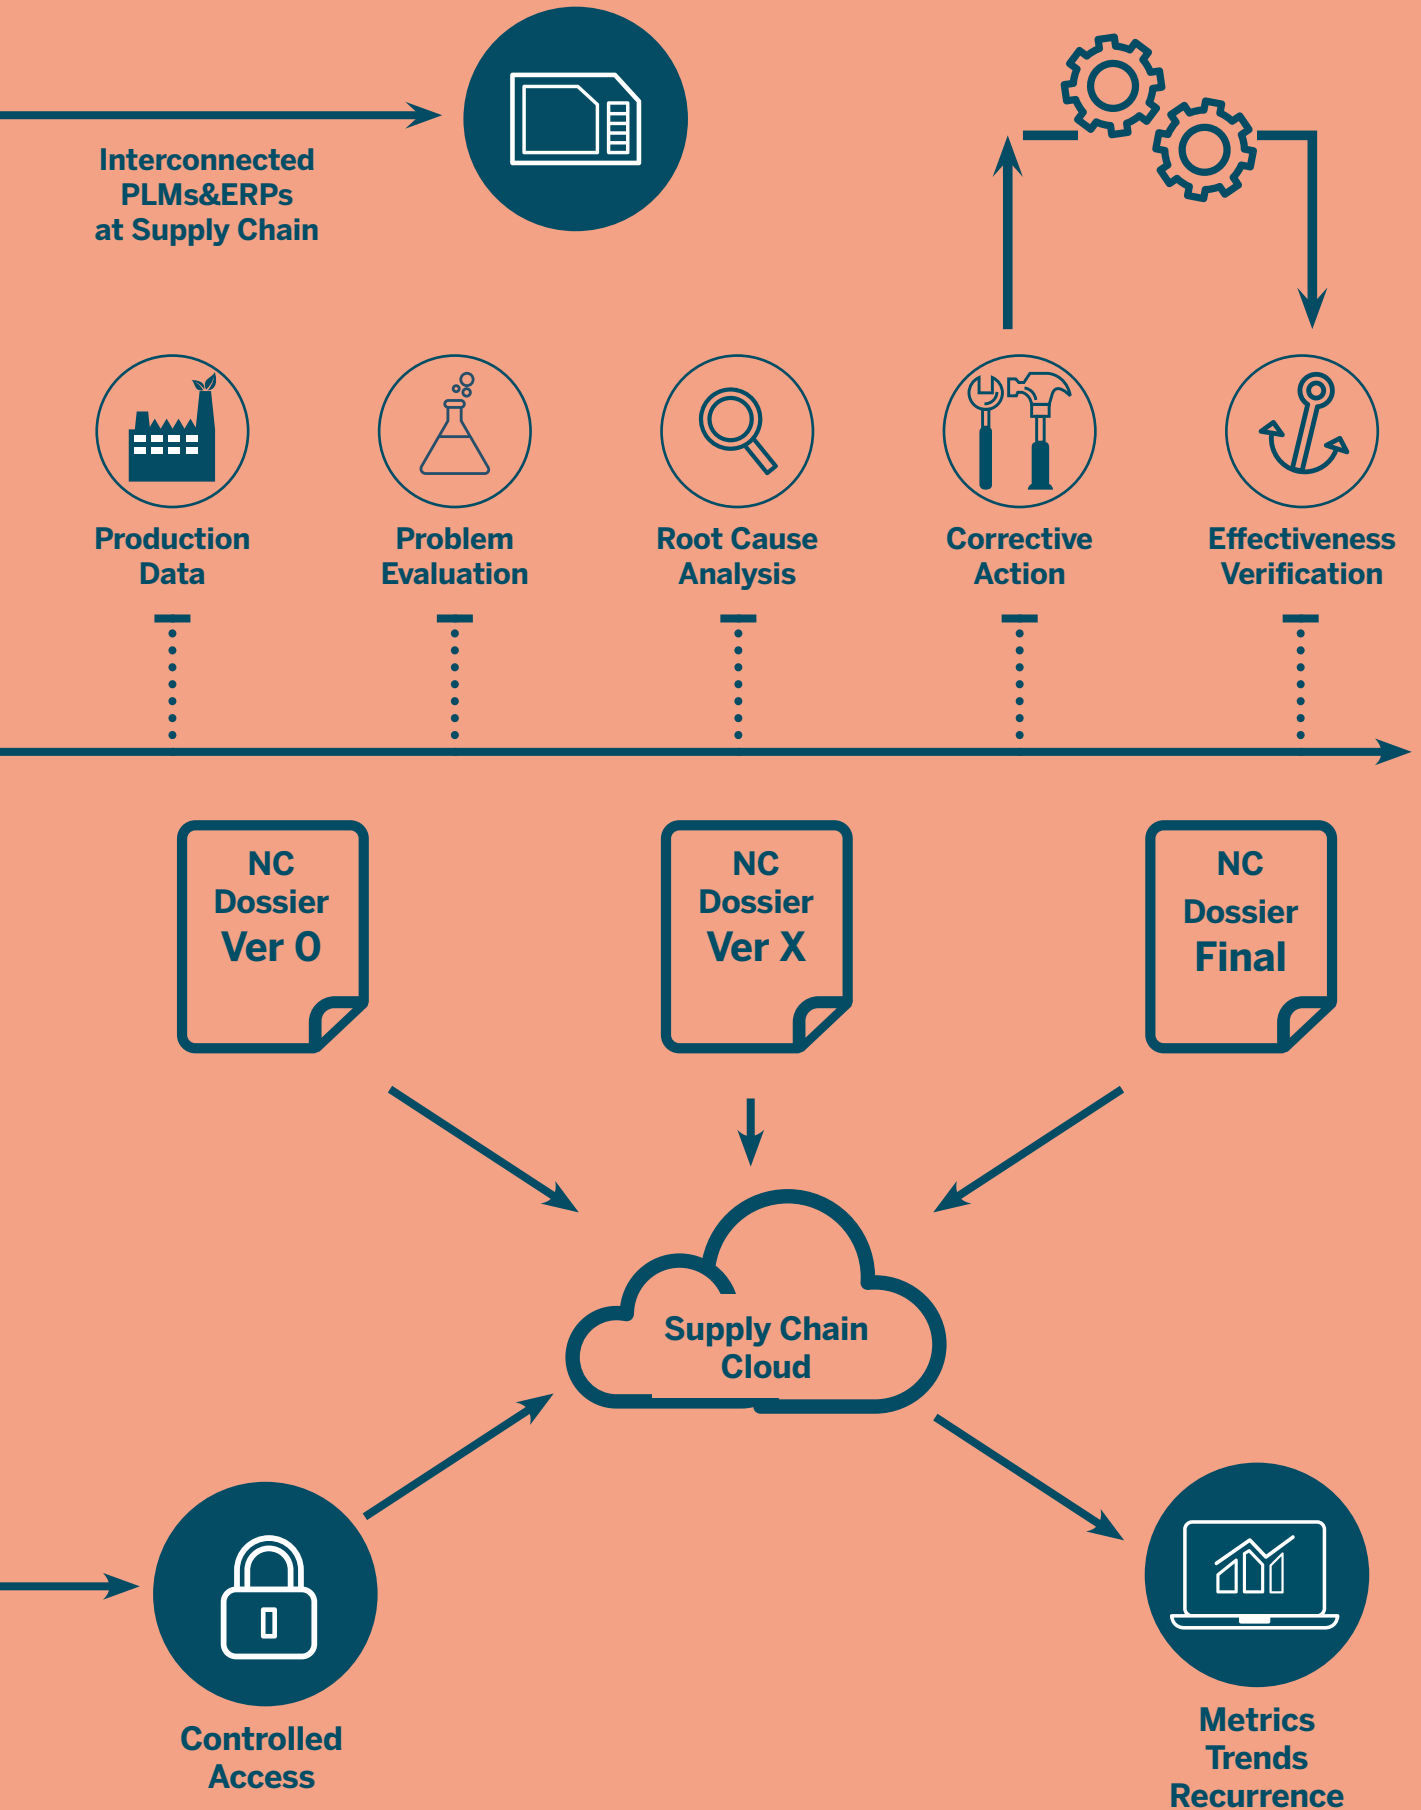 Interconnected
PLMs&ERPs
at Supply Chain
Production
Data
Problem
Evaluation
Root Cause
Analysis
Corrective
Action
Effectiveness
Verification
NC
Dossier
Ver 0
NC
Dossier
Ver X
NC
Dossier
Final
Supply Chain
Cloud
Controlled
Access
Metrics
Trends
Recurrence